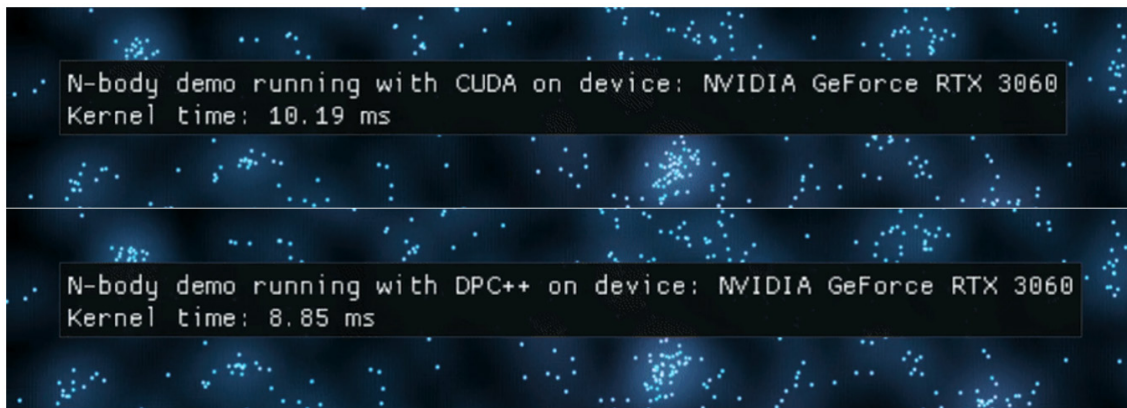 N-body demo running with CUDA on device: NVIDIA GeForce RTX 3060
Kernel time: 10.19 ms
N-body demo running with DPC++ on device: NVIDIA GeForce RTX 3060
Kernel time: 8.85 ms